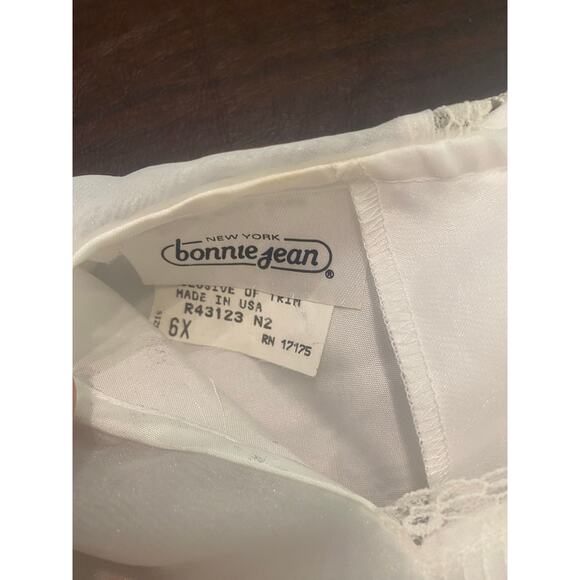 NEW YORK
bonnie jean
®
OF TRIM
MADE IN USA
R43123 N2
6X
RN 17175